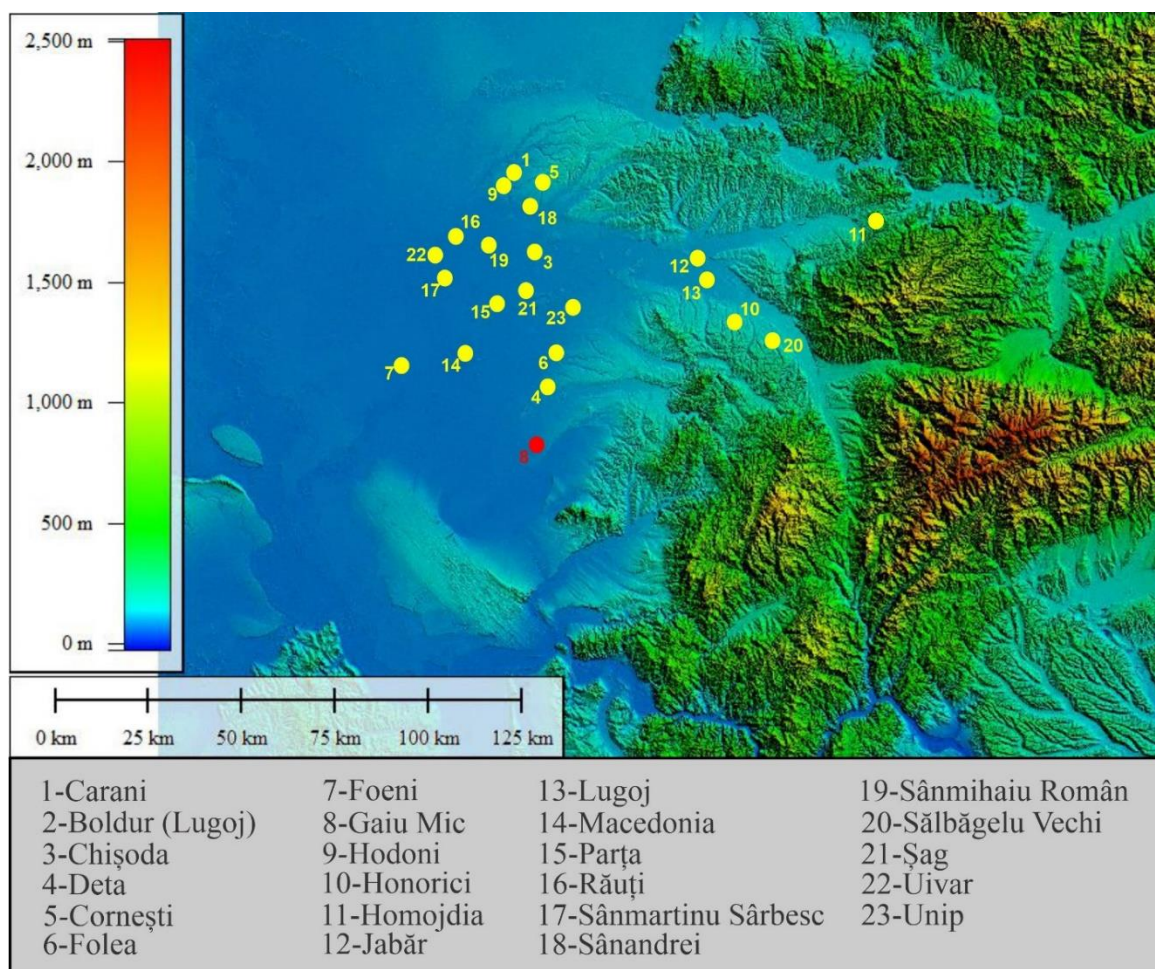 2,500 m
2,000 m
1,500 m
1,000 m
500 m
0 m
1
5
9
18
16
19
3
22
17
21
15
23
11
12
13
10
20
6
14
7
4
8
0 km 25 km 50 km 75 km 100 km 125 km
1-Carani
2-Boldur (Lugoj)
3-Chișoda
4-Deta
5-Cornești
6-Folea
7-Foeni
8-Gaiu Mic
9-Hodoni
10-Honorici
11-Homojdia
12-Jabăr
13-Lugoj
14-Macedonia
15-Parța
16-Răuți
17-Sânmartinu Sârbesc
18-Sânandrei
19-Sânmihaiu Român
20-Sălbăgelu Vechi
21-Șag
22-Uivar
23-Unip